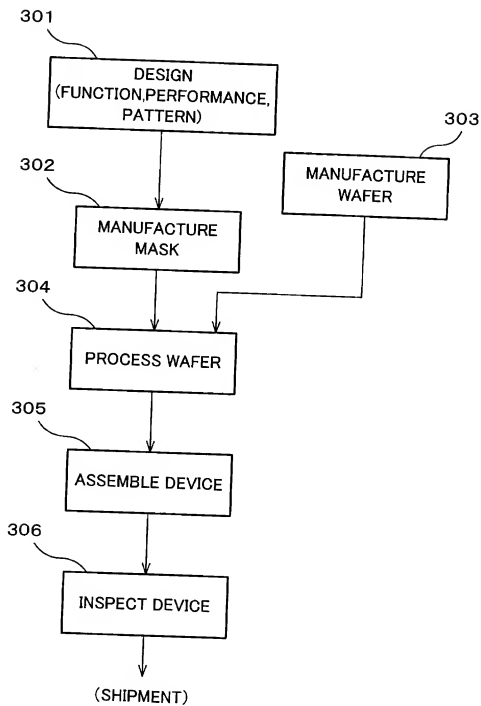 301
DESIGN
(FUNCTION,PERFORMANCE,
PATTERN)
303
MANUFACTURE
WAFER
302
MANUFACTURE
MASK
304
PROCESS WAFER
305
ASSEMBLE DEVICE
306
INSPECT DEVICE
(SHIPMENT)